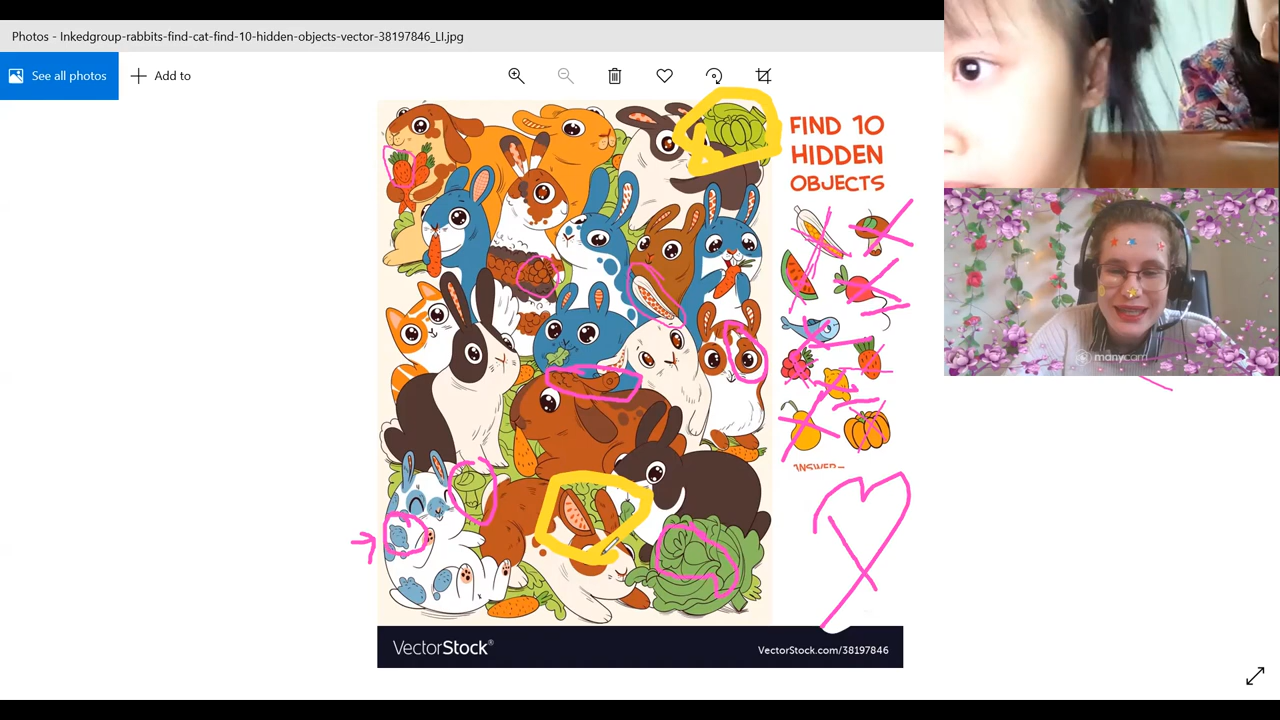 Photos - Inkedgroup-rabbits-find-cat-find-10-hidden-objects-vector-38197846_LI.jpg
See all photos
Add to
FIND 10
HIDDEN
OBJECTS
manycam
VectorStock®
VectorStock.com/38197846